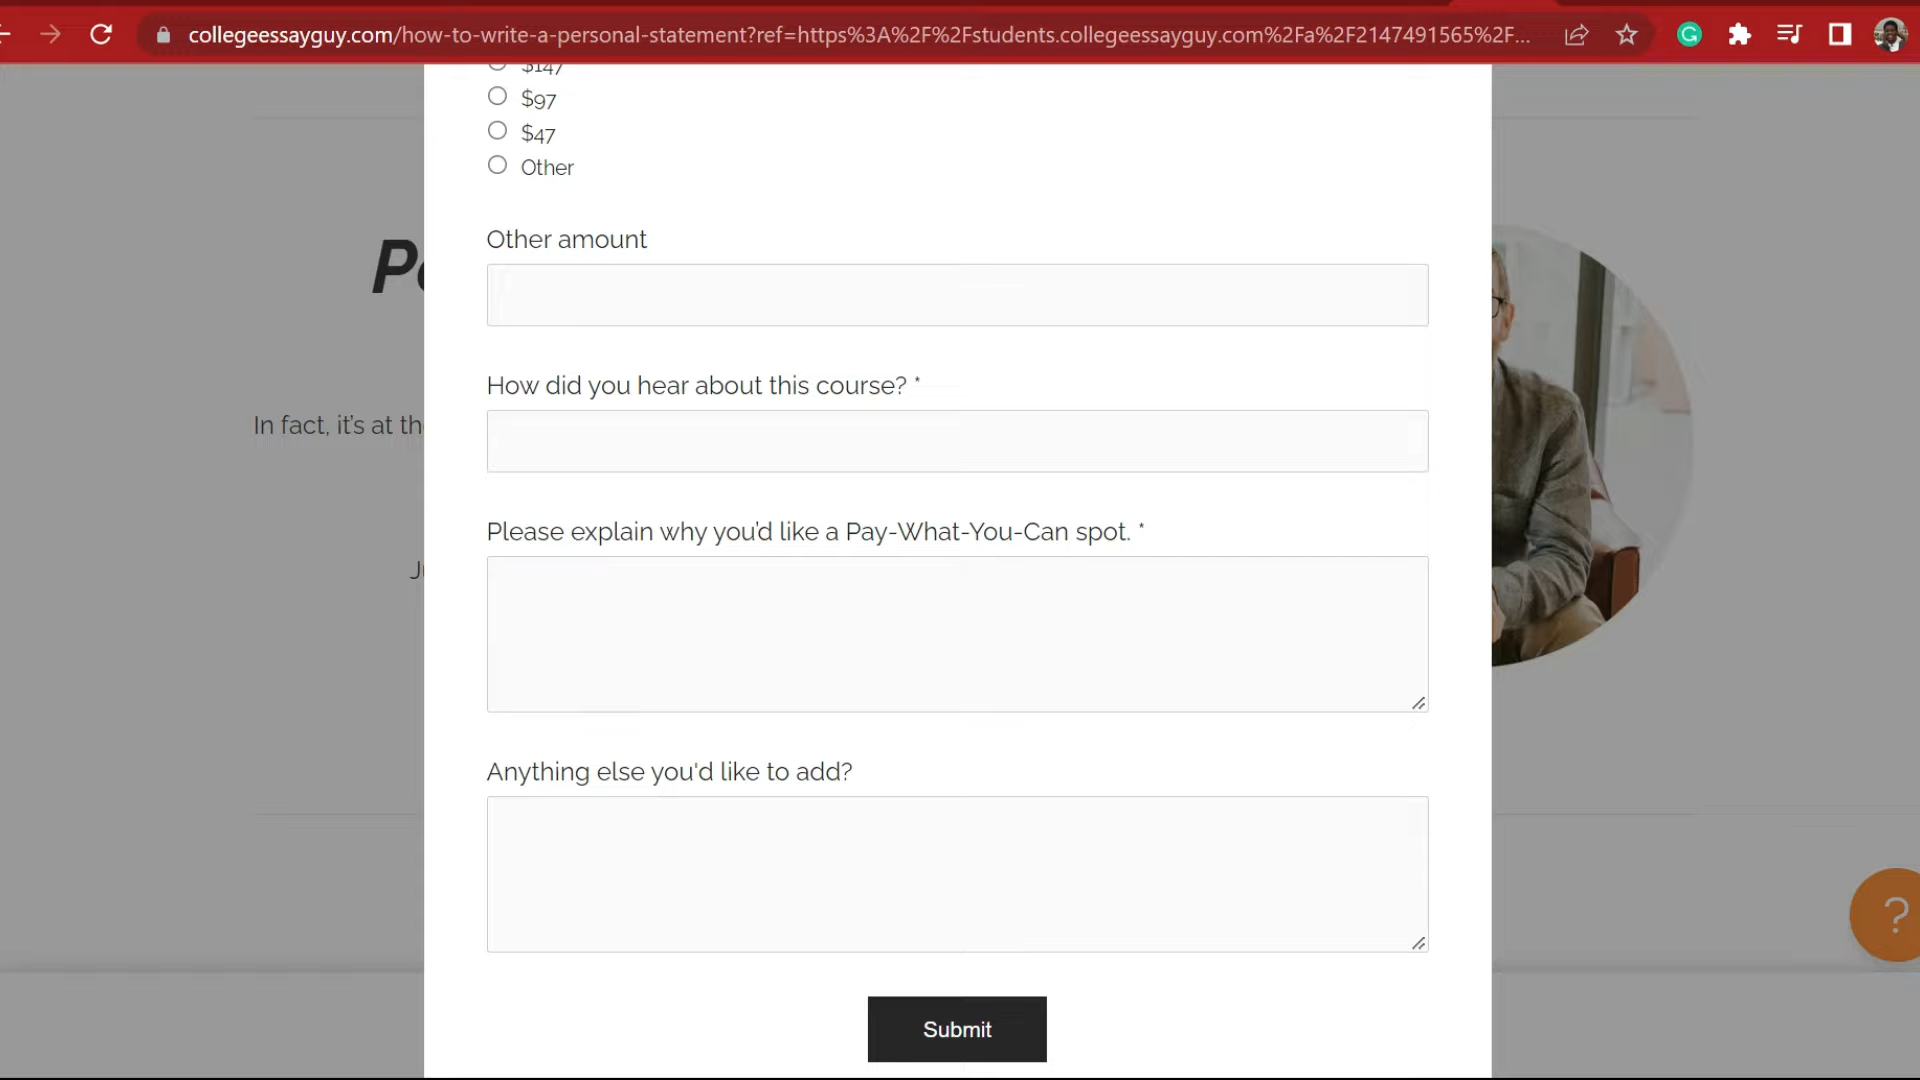 collegeessayguy.com/how-to-write-a-personal-statement?ref=https%3A%2F%2Fstudents.collegeessayguy.com%2Fa%2F2147491565%2F...
$147
$97
$47
Other
Other amount
How did you hear about this course? *
In fact, it's at th
Please explain why you'd like a Pay-What-You-Can spot. *
Anything else you'd like to add?
?
Submit